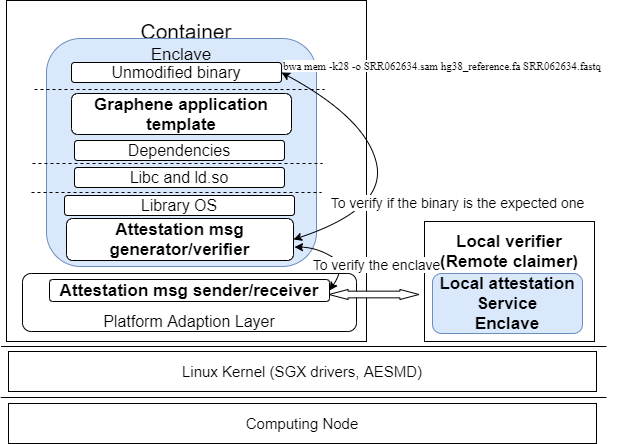 Container
Enclave
Unmodified binary
bwa mem -k28 -o SRR062634.sam hg38_reference.fa SRR062634.fastq
Graphene application
template
Dependencies
Libc and ld.so
Library OS
To verify if the binary is the expected one
Attestation msg
generator/verifier
To verify the enclave
Attestation msg sender/receiver
Platform Adaption Layer
Local verifier
(Remote claimer)
Local attestation
Service
Enclave
Linux Kernel (SGX drivers, AESMD)
Computing Node